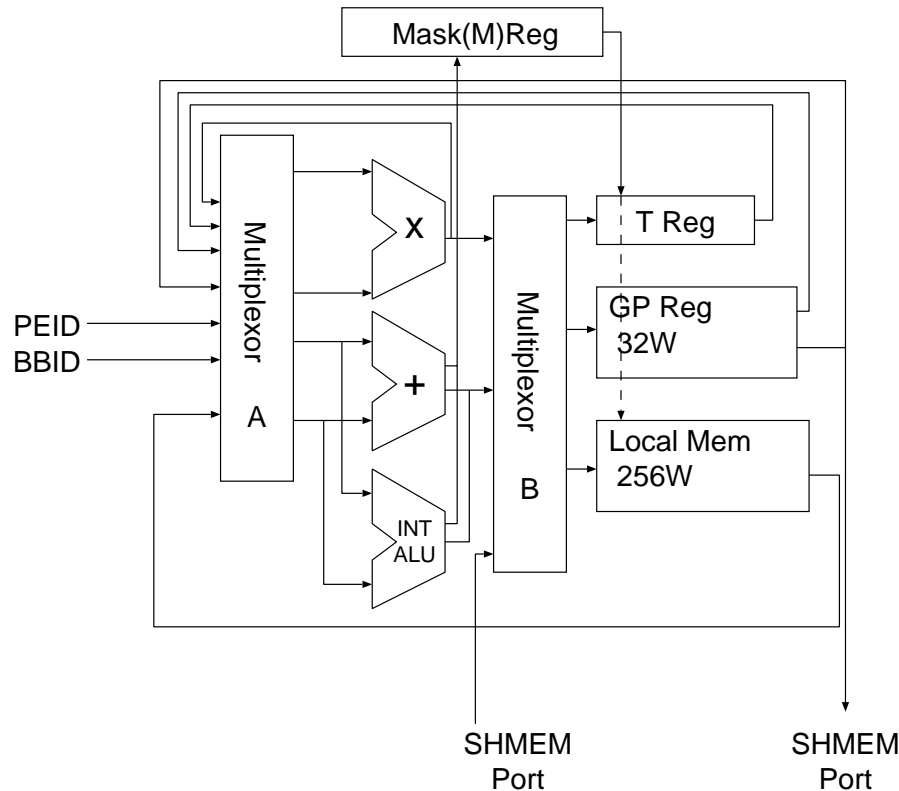 Mask(M)Reg
Multiplexor
A
X
+
INT
ALU
Multiplexor
B
T Reg
GP Reg
32W
Local Mem
256W
PEID
BBID
SHMEM
Port
SHMEM
Port